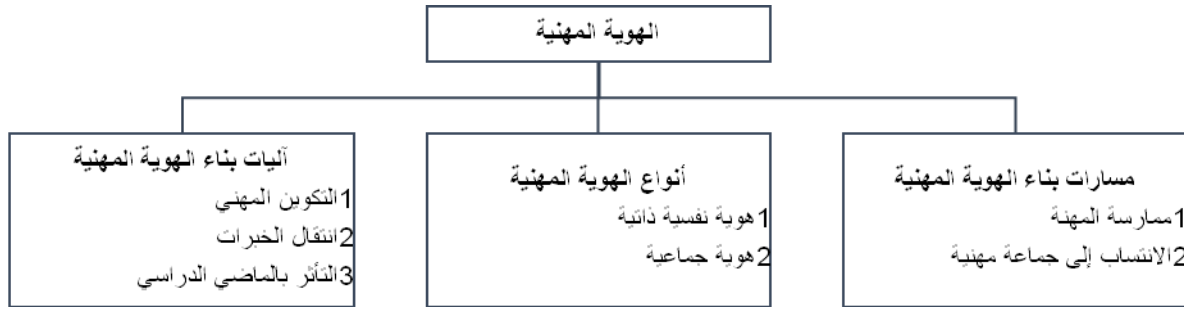 الهوية المهنية
مسارات بناء الهوية المهنية
1ممارسة المهنة
2الانتساب إلى جماعة مهنية
أنواع الهوية المهنية
1هوية نفسية ذاتية
2هوية جماعية
آليات بناء الهوية المهنية
1التكوين المهني
2انتقال الخبرات
3التأثر بالماضي الدراسي